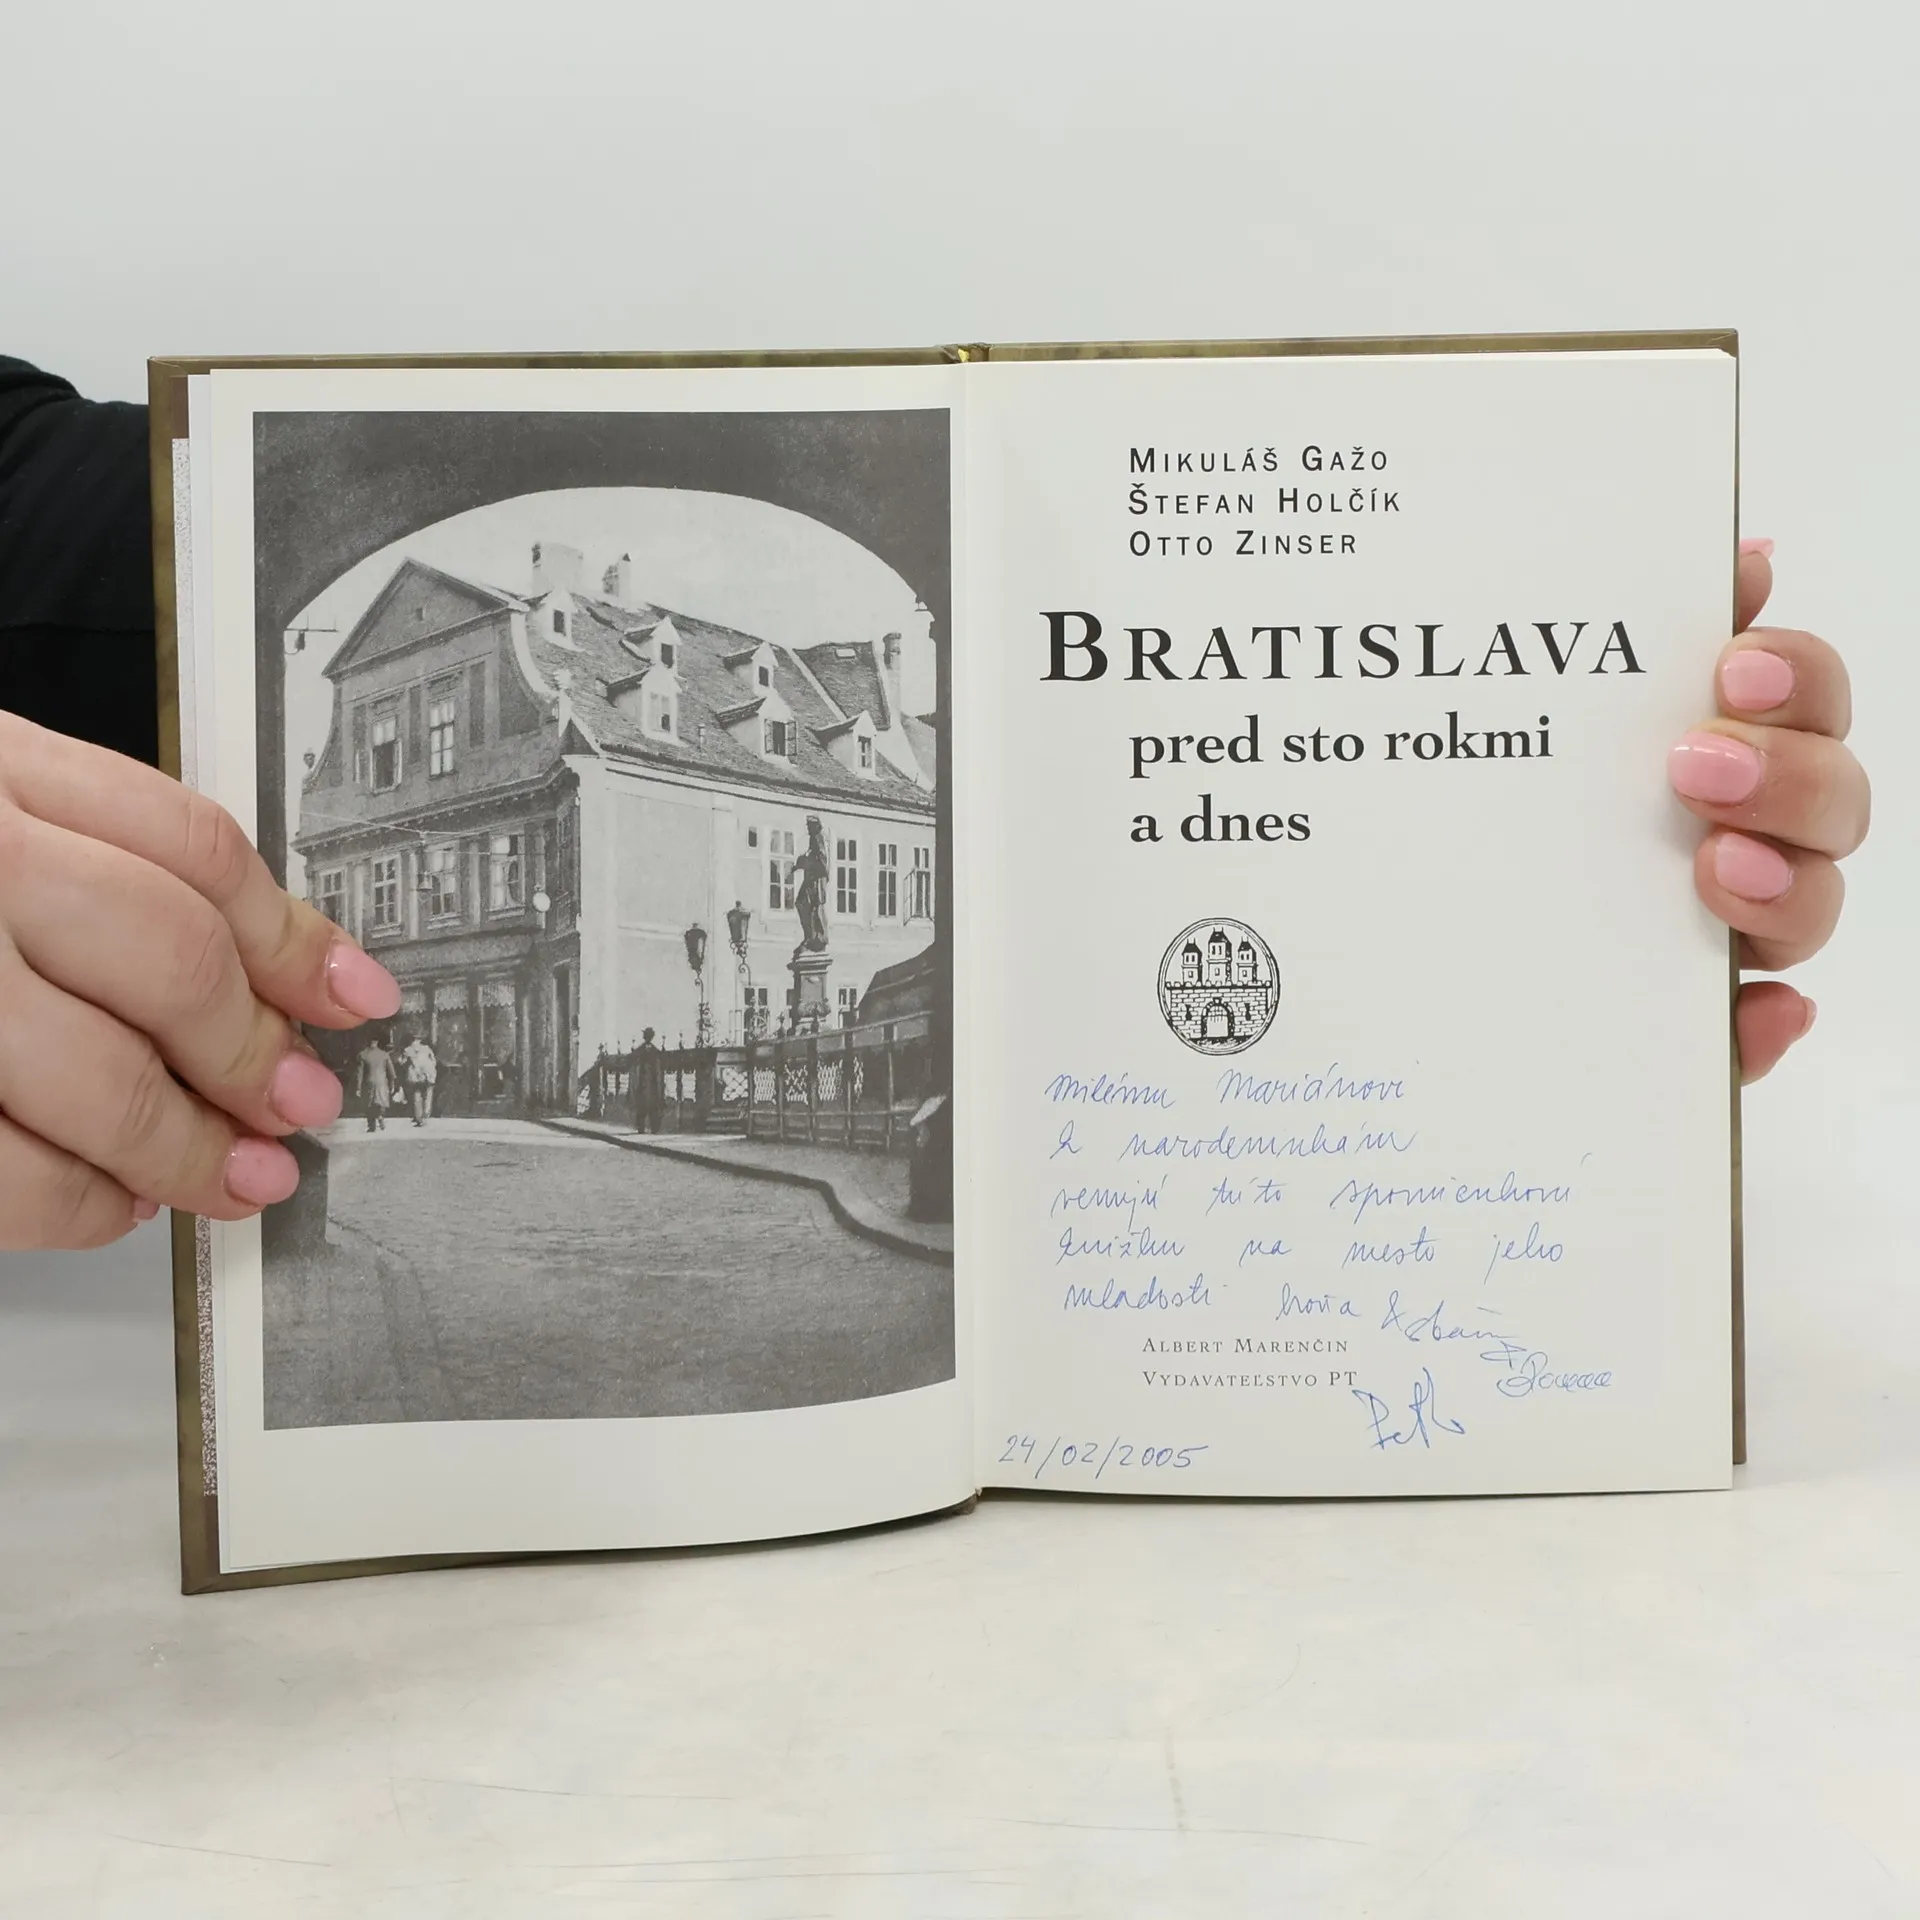 MIKULÁŠ GAŽO
ŠTEFAN HOLČÍK
OTTO ZINSER
BRATISLAVA
pred sto rokmi
a dnes
Milému Mariánovi
k narodeninkám
venujú túto spomienkovú
knižku na mesto jeho
mladosti
ALBERT MARENČIN
VYDAVATEĽSTVO PT
24/02/2005